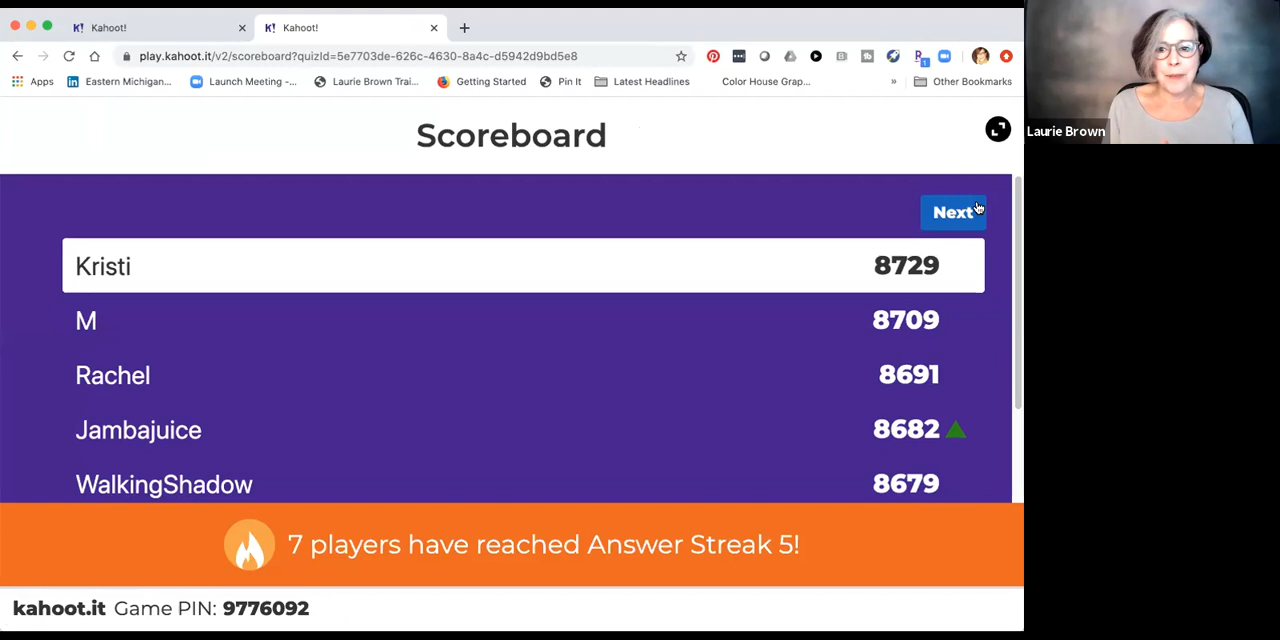 K! Kahoot!
K! Kahoot!
play.kahoot.it/v2/scoreboard?quizId=5e7703de-626c-4630-8a4c-d5942d9bd5e8
Apps
Eastern Michigan...
Launch Meeting -...
Laurie Brown Trai...
Getting Started
Pin It
Latest Headlines
Color House Grap...
»
Other Bookmarks
Laurie Brown
Scoreboard
Next
Kristi 8729
M 8709
Rachel 8691
Jambajuice 8682
WalkingShadow 8679
7 players have reached Answer Streak 5!
kahoot.it Game PIN: 9776092